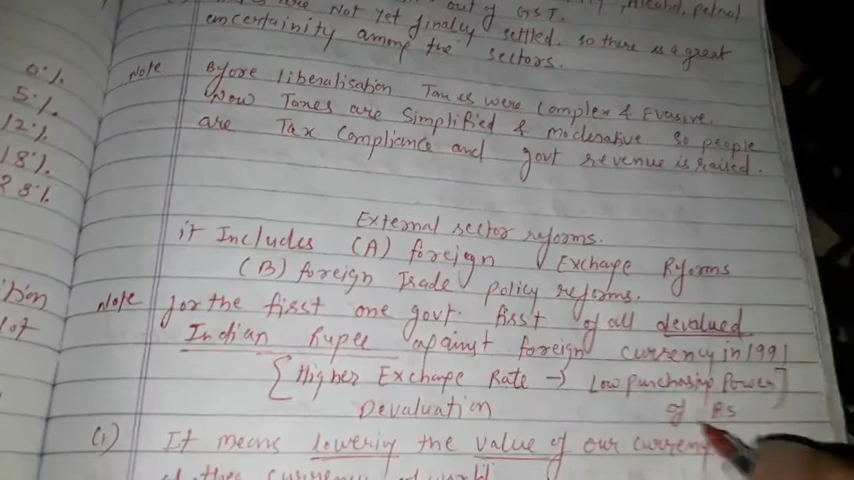 out of GST.
are Not yet finally settled. so there is a great
uncertainity among the sectors.
0%
5%
12%
18%
28%
Note Before liberalisation Taxes were Complex & Evasive.
Now Taxes are Simplified & moderative so people
are Tax Compliance and govt revenue is raised.
External sector reforms.
it Includes (A) foreign Exchange Reforms
(B) foreign Trade policy reforms.
Note for the first one govt. first of all devalued
Indian Rupee against foreign currency in 1991
[Higher Exchange Rate → Low purchasing Power]
of Rs
Devaluation
(1) It means lowering the value of our currency